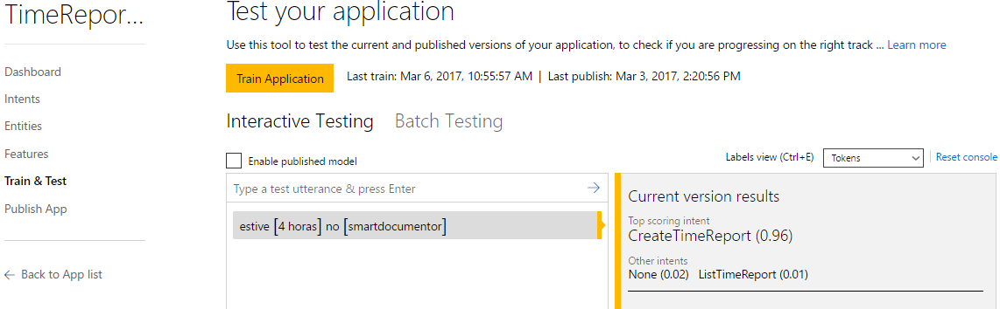 TimeRepor...
Test your application
Use this tool to test the current and published versions of your application, to check if you are progressing on the right track ... Learn more
Dashboard
Intents
Entities
Features
Train & Test
Publish App
← Back to App list
Train Application
Last train: Mar 6, 2017, 10:55:57 AM | Last publish: Mar 3, 2017, 2:20:56 PM
Interactive Testing Batch Testing
Enable published model
Labels view (Ctrl+E) Tokens Reset console
Type a test utterance & press Enter
estive [4 horas] no [smartdocumentor]
Current version results
Top scoring intent
CreateTimeReport (0.96)
Other intents
None (0.02) ListTimeReport (0.01)